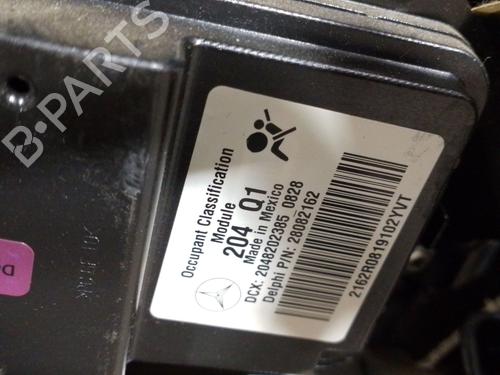 B-PARTS
Occupant Classification
Module
204 Q1
Made in Mexico
DCX: 2048202385 0828
Delphi P/N: 28082162
2162R0819102YVT